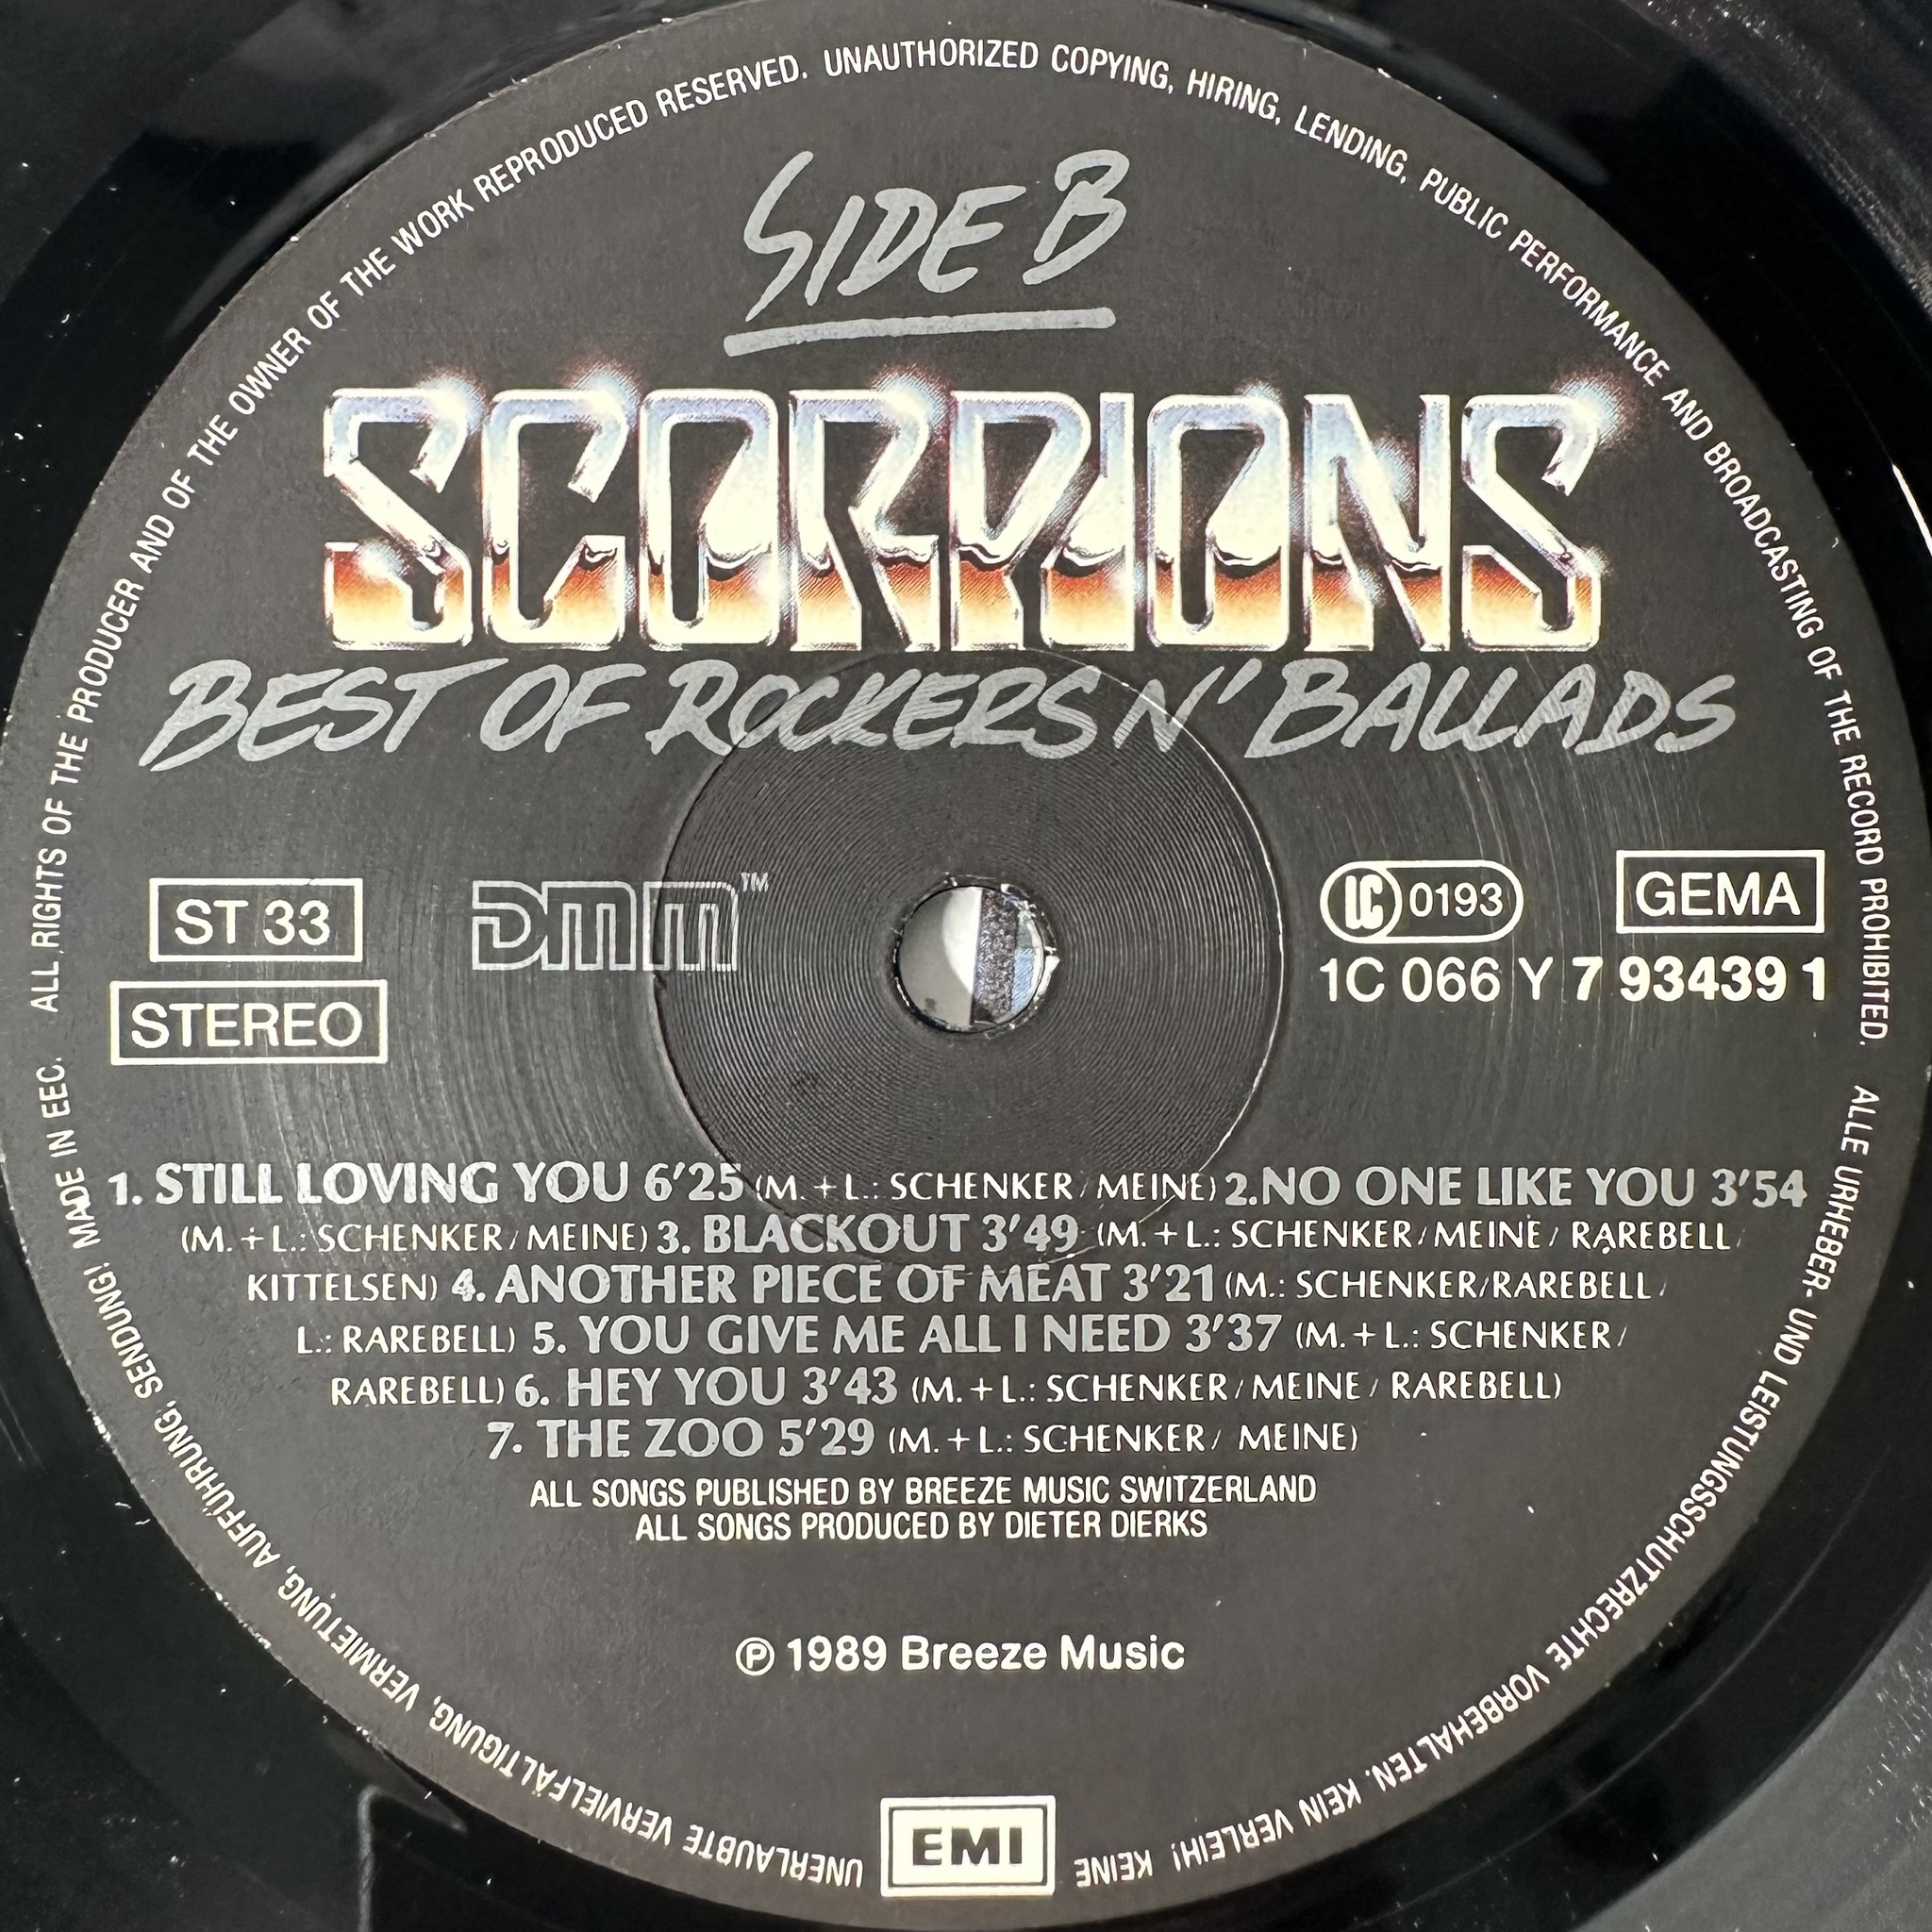 SIDE B
SCORPIONS
BEST OF ROCKERS N' BALLADS
ST 33
STEREO
DMM™
LC 0193
GEMA
1C 066 Y 7 93439 1
1. STILL LOVING YOU 6'25 (M. + L.: SCHENKER / MEINE) 2. NO ONE LIKE YOU 3'54
(M. + L.: SCHENKER / MEINE) 3. BLACKOUT 3'49 (M. + L.: SCHENKER / MEINE / RAREBELL /
KITTELSEN) 4. ANOTHER PIECE OF MEAT 3'21 (M.: SCHENKER/RAREBELL /
L.: RAREBELL) 5. YOU GIVE ME ALL I NEED 3'37 (M. + L.: SCHENKER /
RAREBELL) 6. HEY YOU 3'43 (M. + L.: SCHENKER / MEINE / RAREBELL)
7. THE ZOO 5'29 (M. + L.: SCHENKER / MEINE)
ALL SONGS PUBLISHED BY BREEZE MUSIC SWITZERLAND
ALL SONGS PRODUCED BY DIETER DIERKS
℗ 1989 Breeze Music
EMI
ALL RIGHTS OF THE PRODUCER AND OF THE OWNER OF THE WORK REPRODUCED RESERVED. UNAUTHORIZED COPYING, HIRING, LENDING, PUBLIC PERFORMANCE AND BROADCASTING OF THE RECORD PROHIBITED.
ALLE URHEBER- UND LEISTUNGSSCHUTZRECHTE VORBEHALTEN. KEIN VERLEIH! KEINE UNERLAUBTE VERVIELFÄLTIGUNG, VERMIETUNG, AUFFÜHRUNG, SENDUNG! MADE IN EEC.